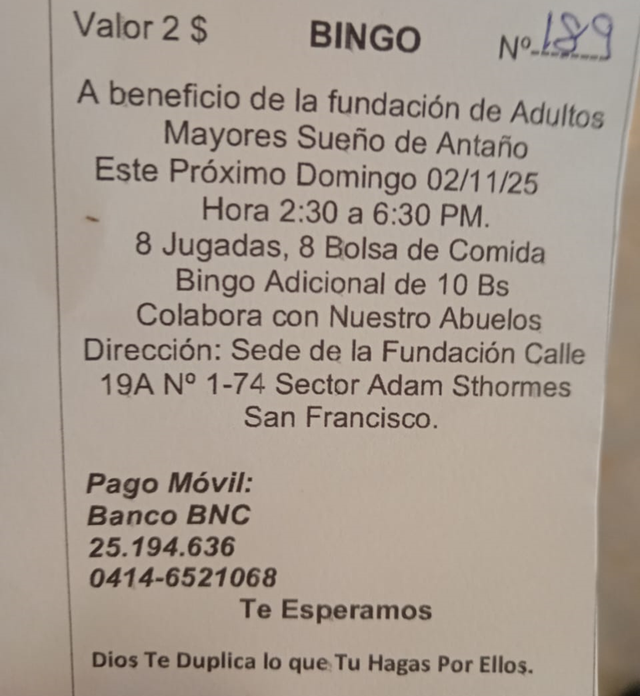 Valor 2 $ BINGO Nº 189
A beneficio de la fundación de Adultos
Mayores Sueño de Antaño
Este Próximo Domingo 02/11/25
Hora 2:30 a 6:30 PM.
8 Jugadas, 8 Bolsa de Comida
Bingo Adicional de 10 Bs
Colabora con Nuestro Abuelos
Dirección: Sede de la Fundación Calle
19A Nº 1-74 Sector Adam Sthormes
San Francisco.
Pago Móvil:
Banco BNC
25.194.636
0414-6521068
Te Esperamos
Dios Te Duplica lo que Tu Hagas Por Ellos.